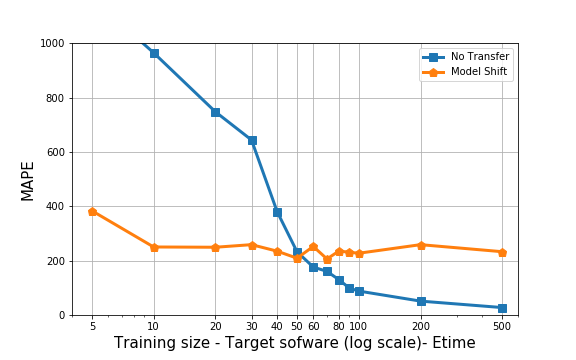 1000
800
600
400
200
0
MAPE
No Transfer
Model Shift
5 10 20 30 40 50 60 80 100 200 500
Training size - Target sofware (log scale)- Etime